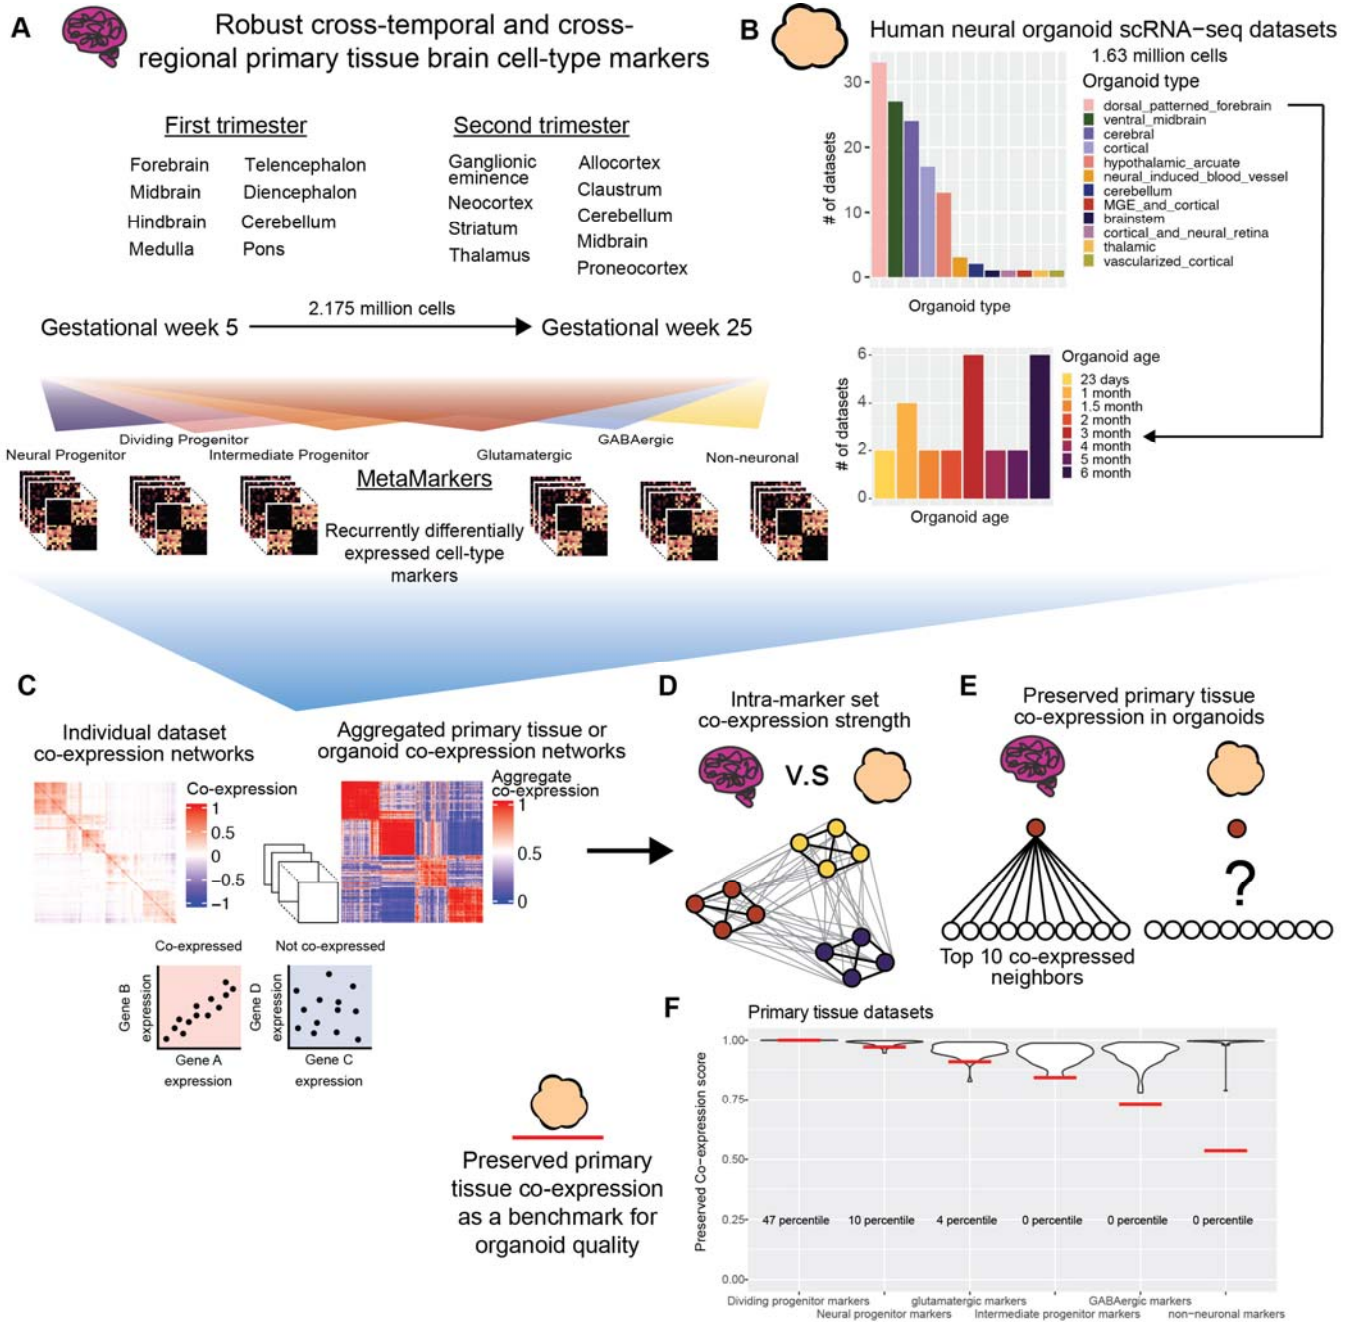 A
Robust cross-temporal and cross-
regional primary tissue brain cell-type markers
First trimester
Forebrain
Midbrain
Hindbrain
Medulla
Telencephalon
Diencephalon
Cerebellum
Pons
Second trimester
Ganglionic
eminence
Neocortex
Striatum
Thalamus
Allocortex
Claustrum
Cerebellum
Midbrain
Proneocortex
Gestational week 5
2.175 million cells
Gestational week 25
Neural Progenitor
Dividing Progenitor
Intermediate Progenitor
Glutamatergic
GABAergic
Non-neuronal
MetaMarkers
Recurrently differentially
expressed cell-type
markers
B
Human neural organoid scRNA−seq datasets
1.63 million cells
# of datasets
30
20
10
0
Organoid type
Organoid type
dorsal_patterned_forebrain
ventral_midbrain
cerebral
cortical
hypothalamic_arcuate
neural_induced_blood_vessel
cerebellum
MGE_and_cortical
brainstem
cortical_and_neural_retina
thalamic
vascularized_cortical
# of datasets
6
4
2
0
Organoid age
Organoid age
23 days
1 month
1.5 month
2 month
3 month
4 month
5 month
6 month
C
Individual dataset
co-expression networks
Co-expression
1
0.5
0
−0.5
−1
Aggregated primary tissue or
organoid co-expression networks
Aggregate
co-expression
1
0.5
0
Co-expressed
Gene B
expression
Gene A
expression
Not co-expressed
Gene D
expression
Gene C
expression
D
Intra-marker set
co-expression strength
V.S
E
Preserved primary tissue
co-expression in organoids
?
Top 10 co-expressed
neighbors
Preserved primary
tissue co-expression
as a benchmark for
organoid quality
F
Primary tissue datasets
Preserved Co−expression score
1.00
0.75
0.50
0.25
0.00
47 percentile
10 percentile
4 percentile
0 percentile
0 percentile
0 percentile
Dividing progenitor markers
Neural progenitor markers
glutamatergic markers
Intermediate progenitor markers
GABAergic markers
non−neuronal markers